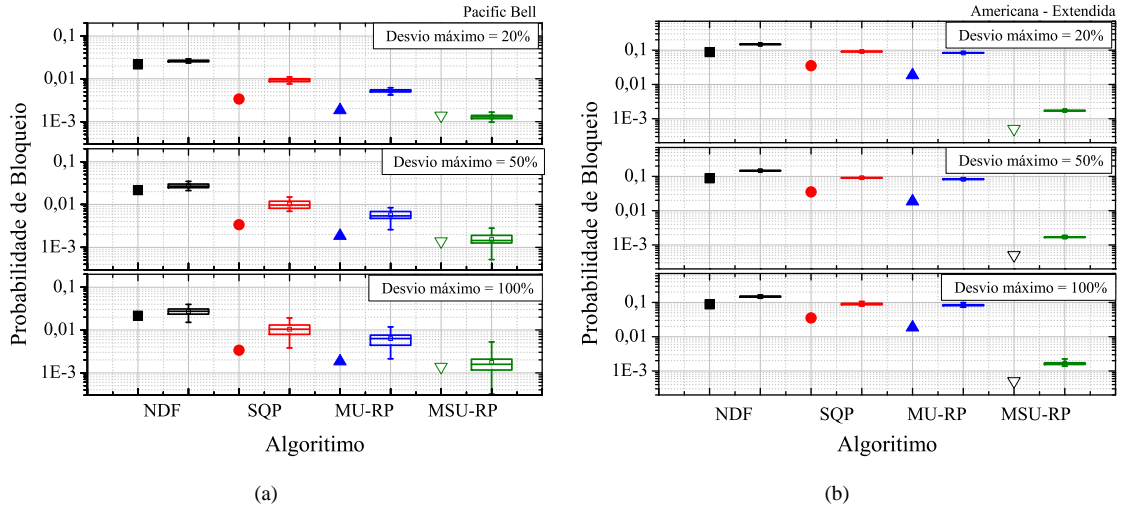 Pacific Bell
Probabilidade de Bloqueio
Desvio máximo = 20%
0,1
0,01
1E-3
Desvio máximo = 50%
0,1
0,01
1E-3
Desvio máximo = 100%
0,1
0,01
1E-3
NDF SQP MU-RP MSU-RP
Algoritimo
(a)
Americana - Extendida
Probabilidade de Bloqueio
Desvio máximo = 20%
0,1
0,01
1E-3
Desvio máximo = 50%
0,1
0,01
1E-3
Desvio máximo = 100%
0,1
0,01
1E-3
NDF SQP MU-RP MSU-RP
Algoritimo
(b)